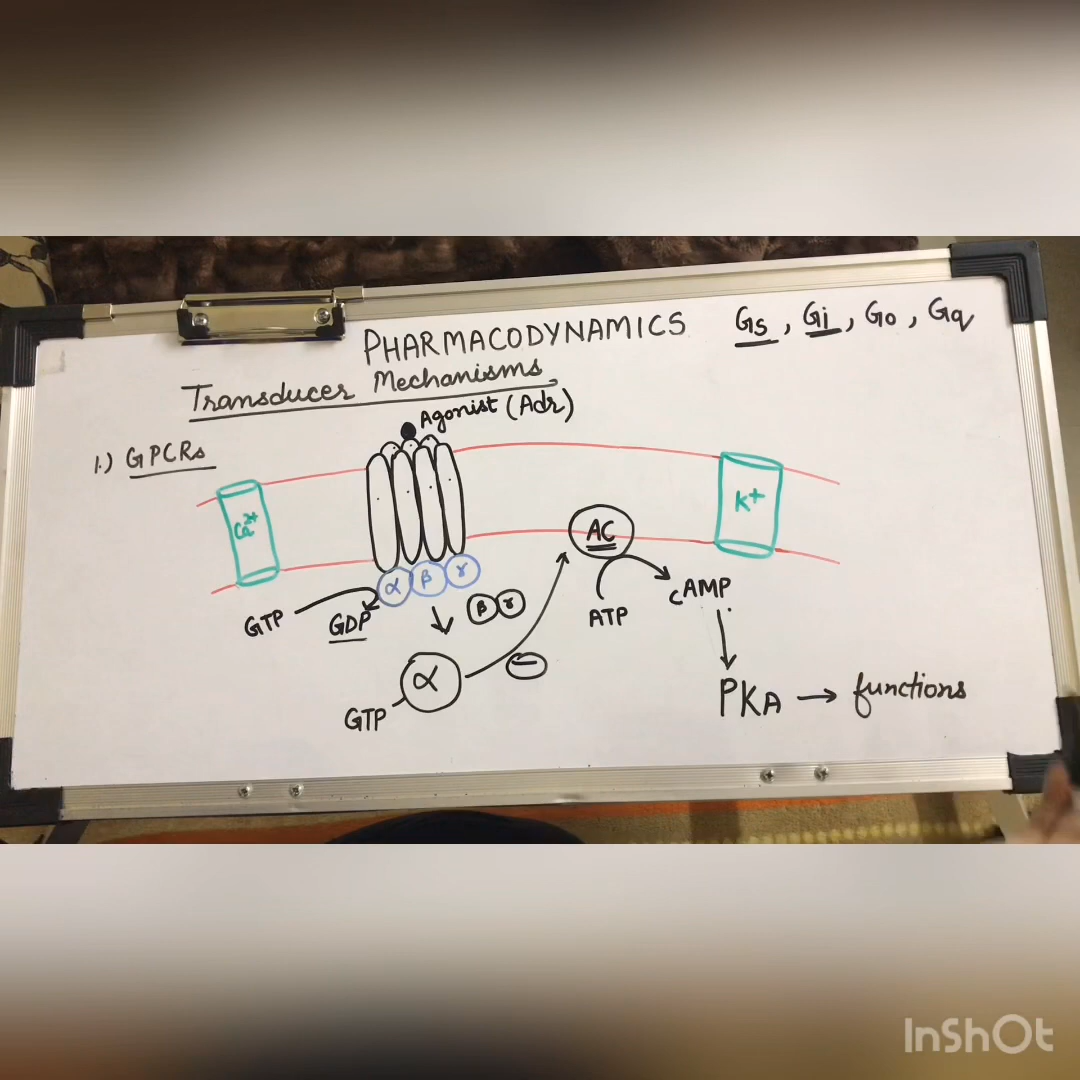 PHARMACODYNAMICS
Gs, Gi, Go, Gq
Transducer Mechanisms
Agonist (Adr)
1.) GPCRs
Ca²⁺
K⁺
AC
α β γ
GTP
GDP
β γ
ATP
cAMP
α
GTP
−
PKA → functions
InShOt